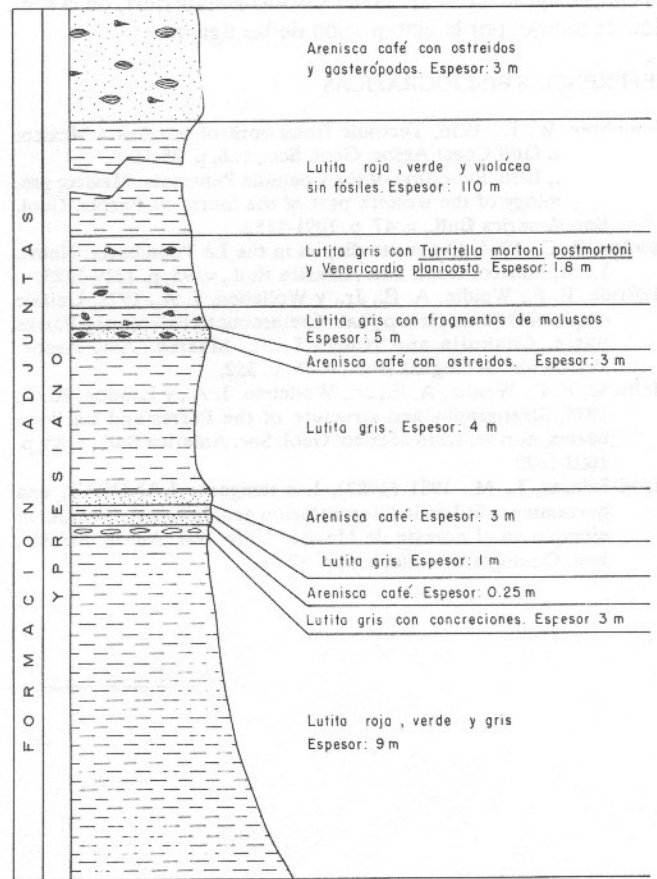 Arenisca café con ostreidos
y gasterópodos. Espesor: 3 m
Lutita roja, verde y violácea
sin fósiles. Espesor: 110 m
Lutita gris con Turritella mortoni postmortoni
y Venericardia planicosta. Espesor: 1.8 m
Lutita gris con fragmentos de moluscos
Espesor: 5 m
Arenisca café con ostreidos. Espesor: 3 m
Lutita gris. Espesor: 4 m
Arenisca café. Espesor: 3 m
Lutita gris. Espesor: 1 m
Arenisca café. Espesor: 0.25 m
Lutita gris con concreciones. Espesor 3 m
Lutita roja, verde y gris
Espesor: 9 m
FORMACION ADJUNTAS
YPRESIANO